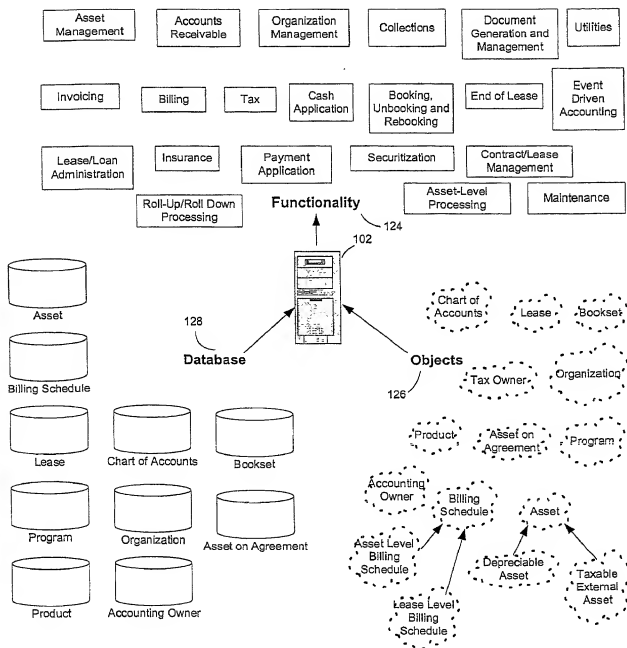 Asset
Management
Accounts
Receivable
Organization
Management
Collections
Document
Generation and
Management
Utilities
Invoicing
Billing
Tax
Cash
Application
Booking,
Unbooking and
Rebooking
End of Lease
Event
Driven
Accounting
Lease/Loan
Administration
Insurance
Payment
Application
Securitization
Contract/Lease
Management
Roll-Up/Roll Down
Processing
Asset-Level
Processing
Maintenance
Functionality
124
102
128
Database
Objects
126
Asset
Billing Schedule
Lease
Chart of Accounts
Bookset
Program
Organization
Asset on Agreement
Product
Accounting Owner
Chart of
Accounts
Lease
Bookset
Tax Owner
Organization
Product
Asset on
Agreement
Program
Accounting
Owner
Billing
Schedule
Asset
Asset Level
Billing
Schedule
Depreciable
Asset
Taxable
External
Asset
Lease Level
Billing
Schedule